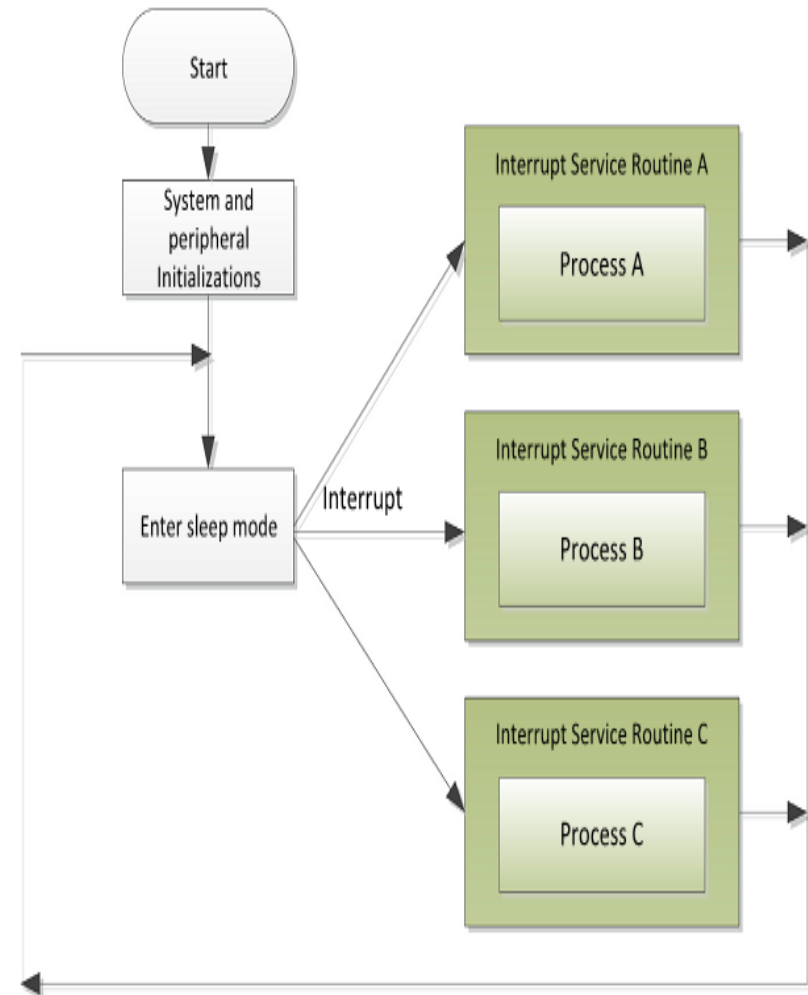 Start
System and
peripheral
Initializations
Enter sleep mode
Interrupt
Interrupt Service Routine A
Process A
Interrupt Service Routine B
Process B
Interrupt Service Routine C
Process C